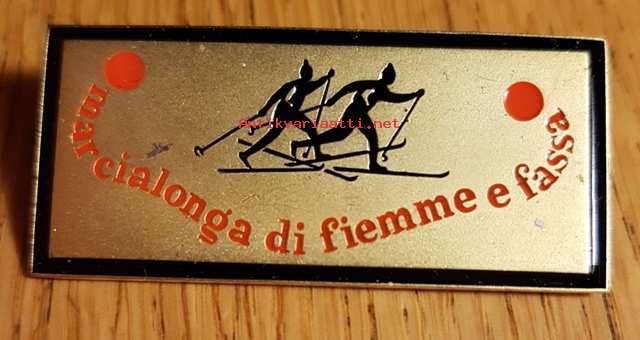 Antikvariaatti.net
marcialonga di fiemme e fassa